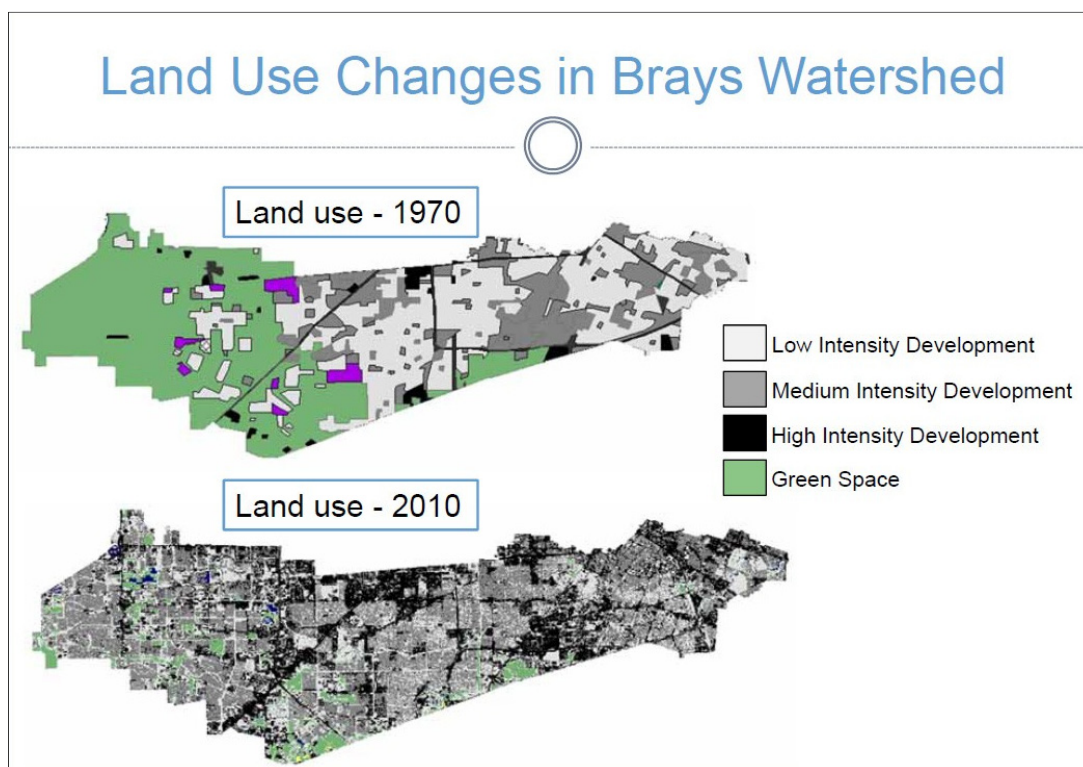 Land Use Changes in Brays Watershed
Land use - 1970
Low Intensity Development
Medium Intensity Development
High Intensity Development
Green Space
Land use - 2010